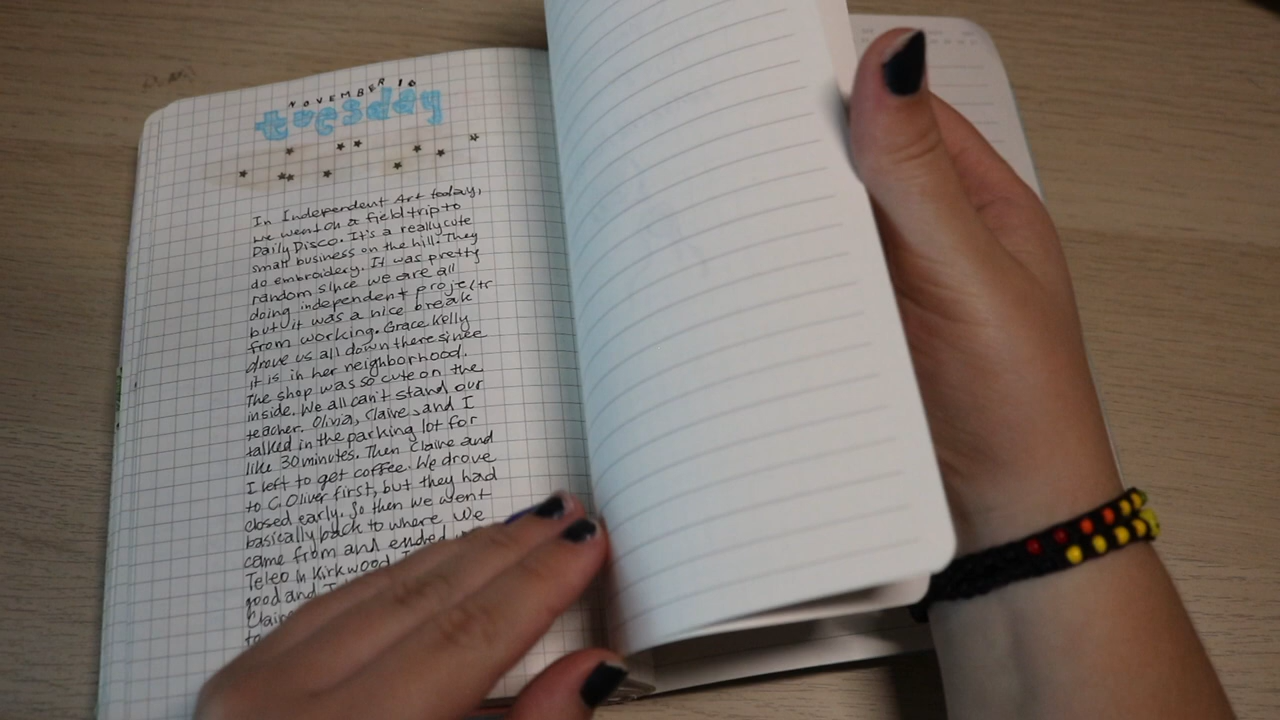 NOVEMBER 16
tuesday
In Independent Art today,
we went on a field trip to
Daily Disco. It's a really cute
small business on the hill. They
do embroidery. It was pretty
random since we are all
doing independent projects
but it was a nice break
from working. Grace Kelly
drove us all down there since
it is in her neighborhood.
The shop was so cute on the
inside. We all can't stand our
teacher. Olivia, Claire, and I
talked in the parking lot for
like 30 minutes. Then Claire and
I left to get coffee. We drove
to C. Oliver first, but they had
closed early. So then we went
basically back to where we
came from and ended
Teleo in Kirkwood.
good and
Claire
to